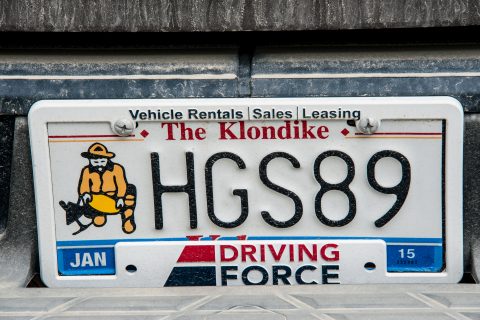 Vehicle Rentals | Sales | Leasing
The Klondike
HGS89
JAN
15
DRIVING
FORCE